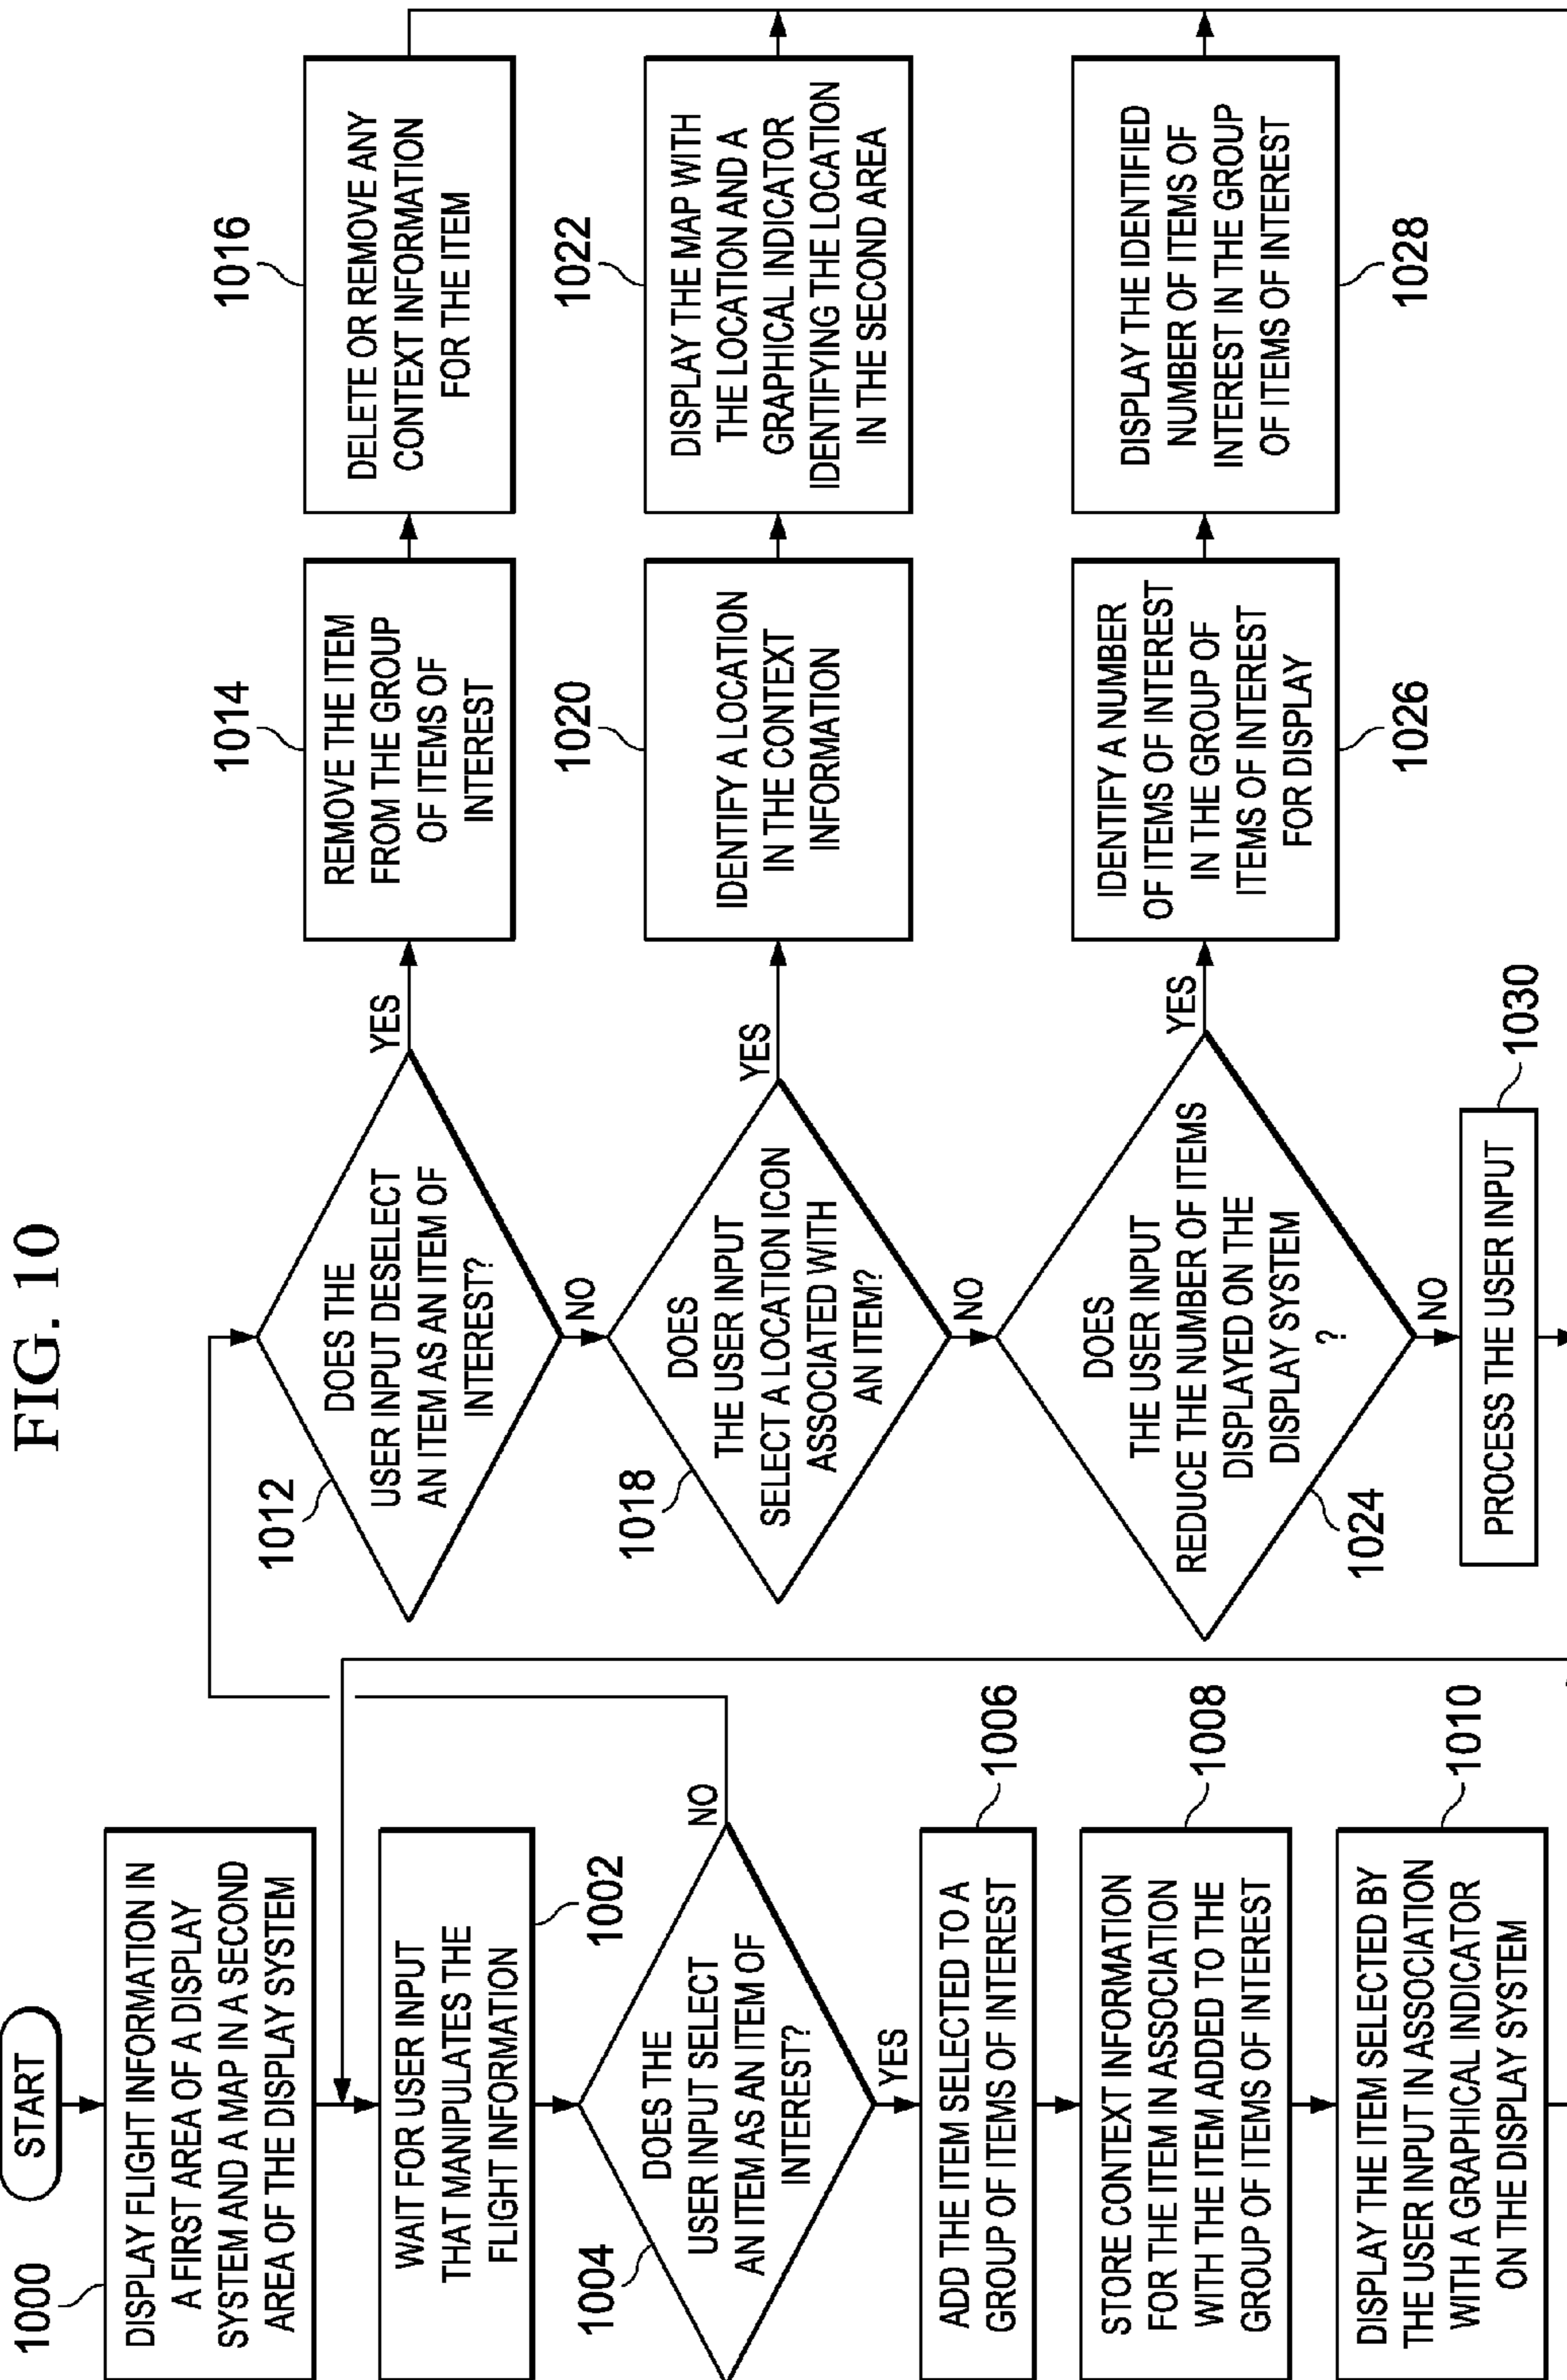 FIG. 10
START
1000
DISPLAY FLIGHT INFORMATION IN
A FIRST AREA OF A DISPLAY
SYSTEM AND A MAP IN A SECOND
AREA OF THE DISPLAY SYSTEM
WAIT FOR USER INPUT
THAT MANIPULATES THE
FLIGHT INFORMATION
1002
1004
DOES THE
USER INPUT SELECT
AN ITEM AS AN ITEM OF
INTEREST?
NO
YES
ADD THE ITEM SELECTED TO A
GROUP OF ITEMS OF INTEREST
1006
STORE CONTEXT INFORMATION
FOR THE ITEM IN ASSOCIATION
WITH THE ITEM ADDED TO THE
GROUP OF ITEMS OF INTEREST
1008
DISPLAY THE ITEM SELECTED BY
THE USER INPUT IN ASSOCIATION
WITH A GRAPHICAL INDICATOR
ON THE DISPLAY SYSTEM
1010
1012
DOES THE
USER INPUT DESELECT
AN ITEM AS AN ITEM OF
INTEREST?
YES
NO
1014
REMOVE THE ITEM
FROM THE GROUP
OF ITEMS OF
INTEREST
1016
DELETE OR REMOVE ANY
CONTEXT INFORMATION
FOR THE ITEM
1018
DOES
THE USER INPUT
SELECT A LOCATION ICON
ASSOCIATED WITH
AN ITEM?
YES
NO
1020
IDENTIFY A LOCATION
IN THE CONTEXT
INFORMATION
1022
DISPLAY THE MAP WITH
THE LOCATION AND A
GRAPHICAL INDICATOR
IDENTIFYING THE LOCATION
IN THE SECOND AREA
DOES
THE USER INPUT
REDUCE THE NUMBER OF ITEMS
DISPLAYED ON THE
DISPLAY SYSTEM
?
1024
YES
NO
IDENTIFY A NUMBER
OF ITEMS OF INTEREST
IN THE GROUP OF
ITEMS OF INTEREST
FOR DISPLAY
1026
DISPLAY THE IDENTIFIED
NUMBER OF ITEMS OF
INTEREST IN THE GROUP
OF ITEMS OF INTEREST
1028
PROCESS THE USER INPUT
1030